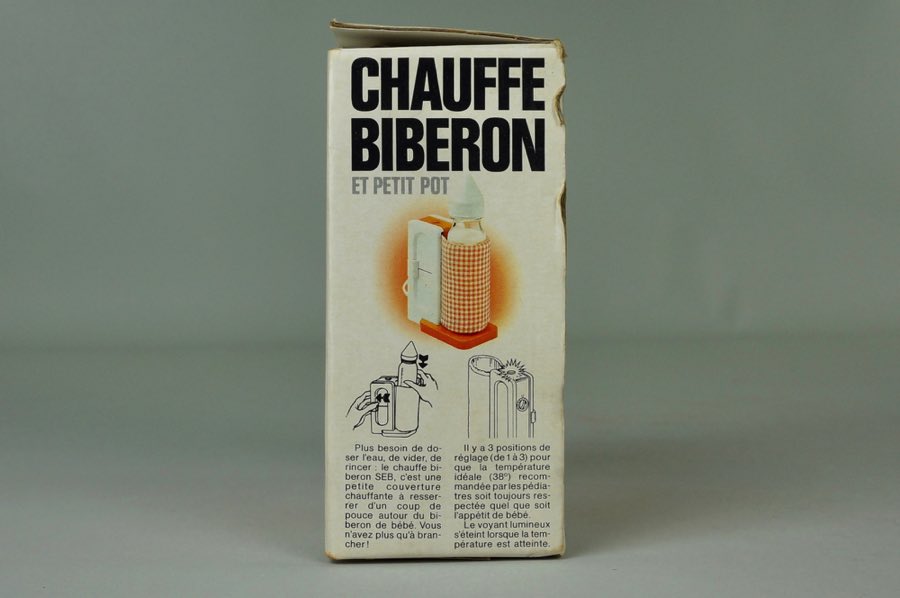 CHAUFFE
BIBERON
ET PETIT POT
Plus besoin de do-
ser l'eau, de vider, de
rincer : le chauffe bi-
beron SEB, c'est une
petite couverture
chauffante à resser-
rer d'un coup de
pouce autour du bi-
beron de bébé. Vous
n'avez plus qu'à bran-
cher !
Il y a 3 positions de
réglage (de 1 à 3) pour
que la température
idéale (38°) recom-
mandée par les pédia-
tres soit toujours res-
pectée quel que soit
l'appétit de bébé.
Le voyant lumineux
s'éteint lorsque la tem-
pérature est atteinte.